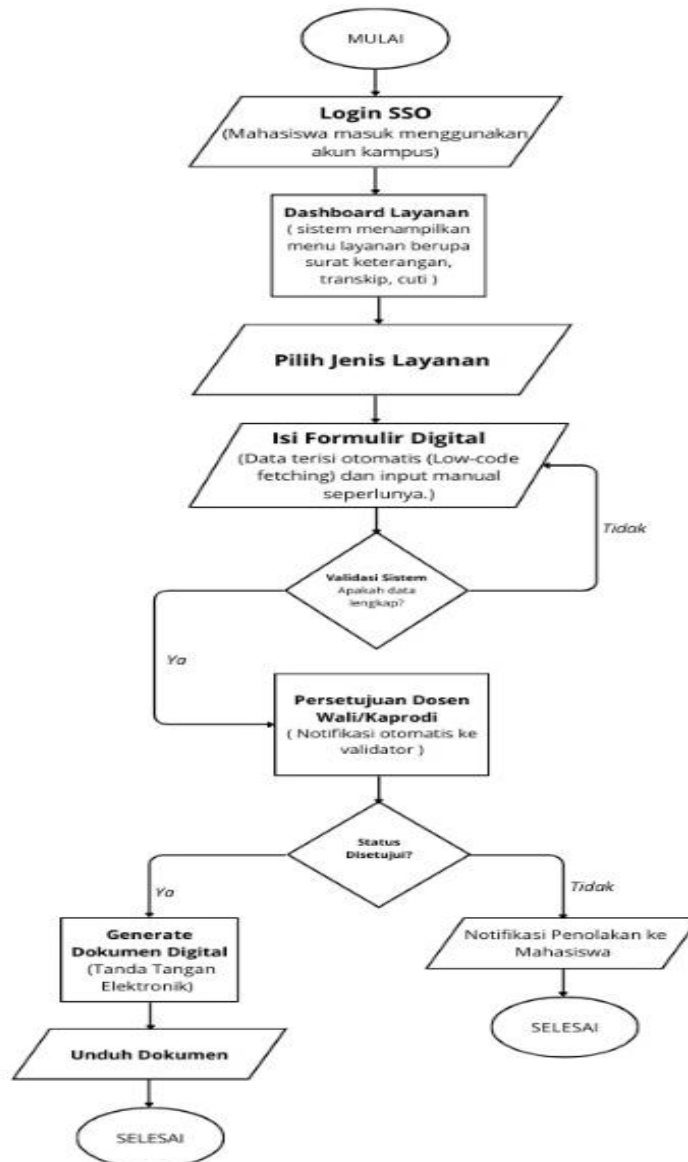 MULAI
Login SSO
(Mahasiswa masuk menggunakan
akun kampus)
Dashboard Layanan
( sistem menampilkan
menu layanan berupa
surat keterangan,
transkip, cuti )
Pilih Jenis Layanan
Isi Formulir Digital
(Data terisi otomatis (Low-code
fetching) dan input manual
seperlunya.)
Tidak
Validasi Sistem
Apakah data
lengkap?
Ya
Persetujuan Dosen
Wali/Kaprodi
( Notifikasi otomatis ke
validator )
Status
Disetujui?
Ya
Tidak
Generate
Dokumen Digital
(Tanda Tangan
Elektronik)
Notifikasi Penolakan ke
Mahasiswa
SELESAI
Unduh Dokumen
SELESAI